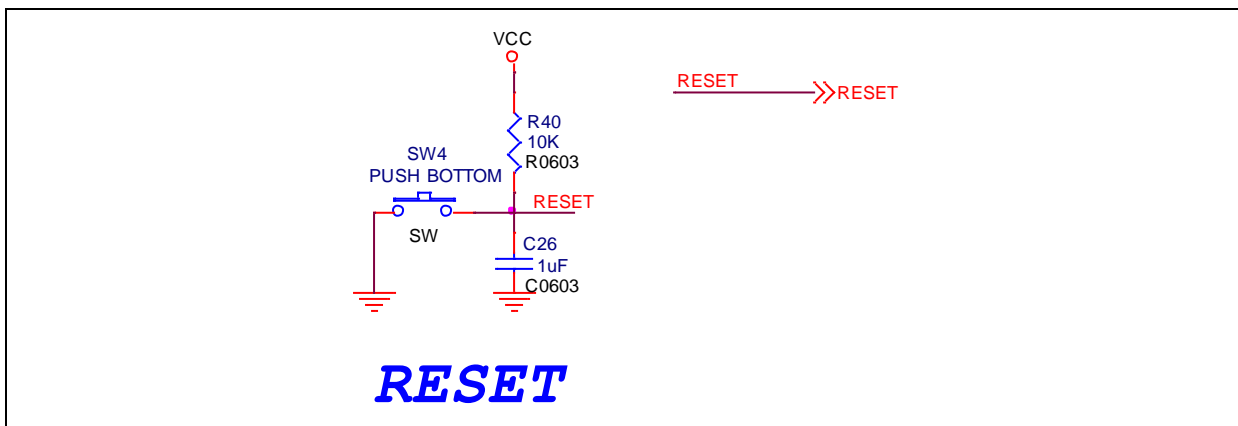 VCC
RESET
RESET
R40
10K
R0603
SW4
PUSH BOTTOM
RESET
SW
C26
1uF
C0603
RESET